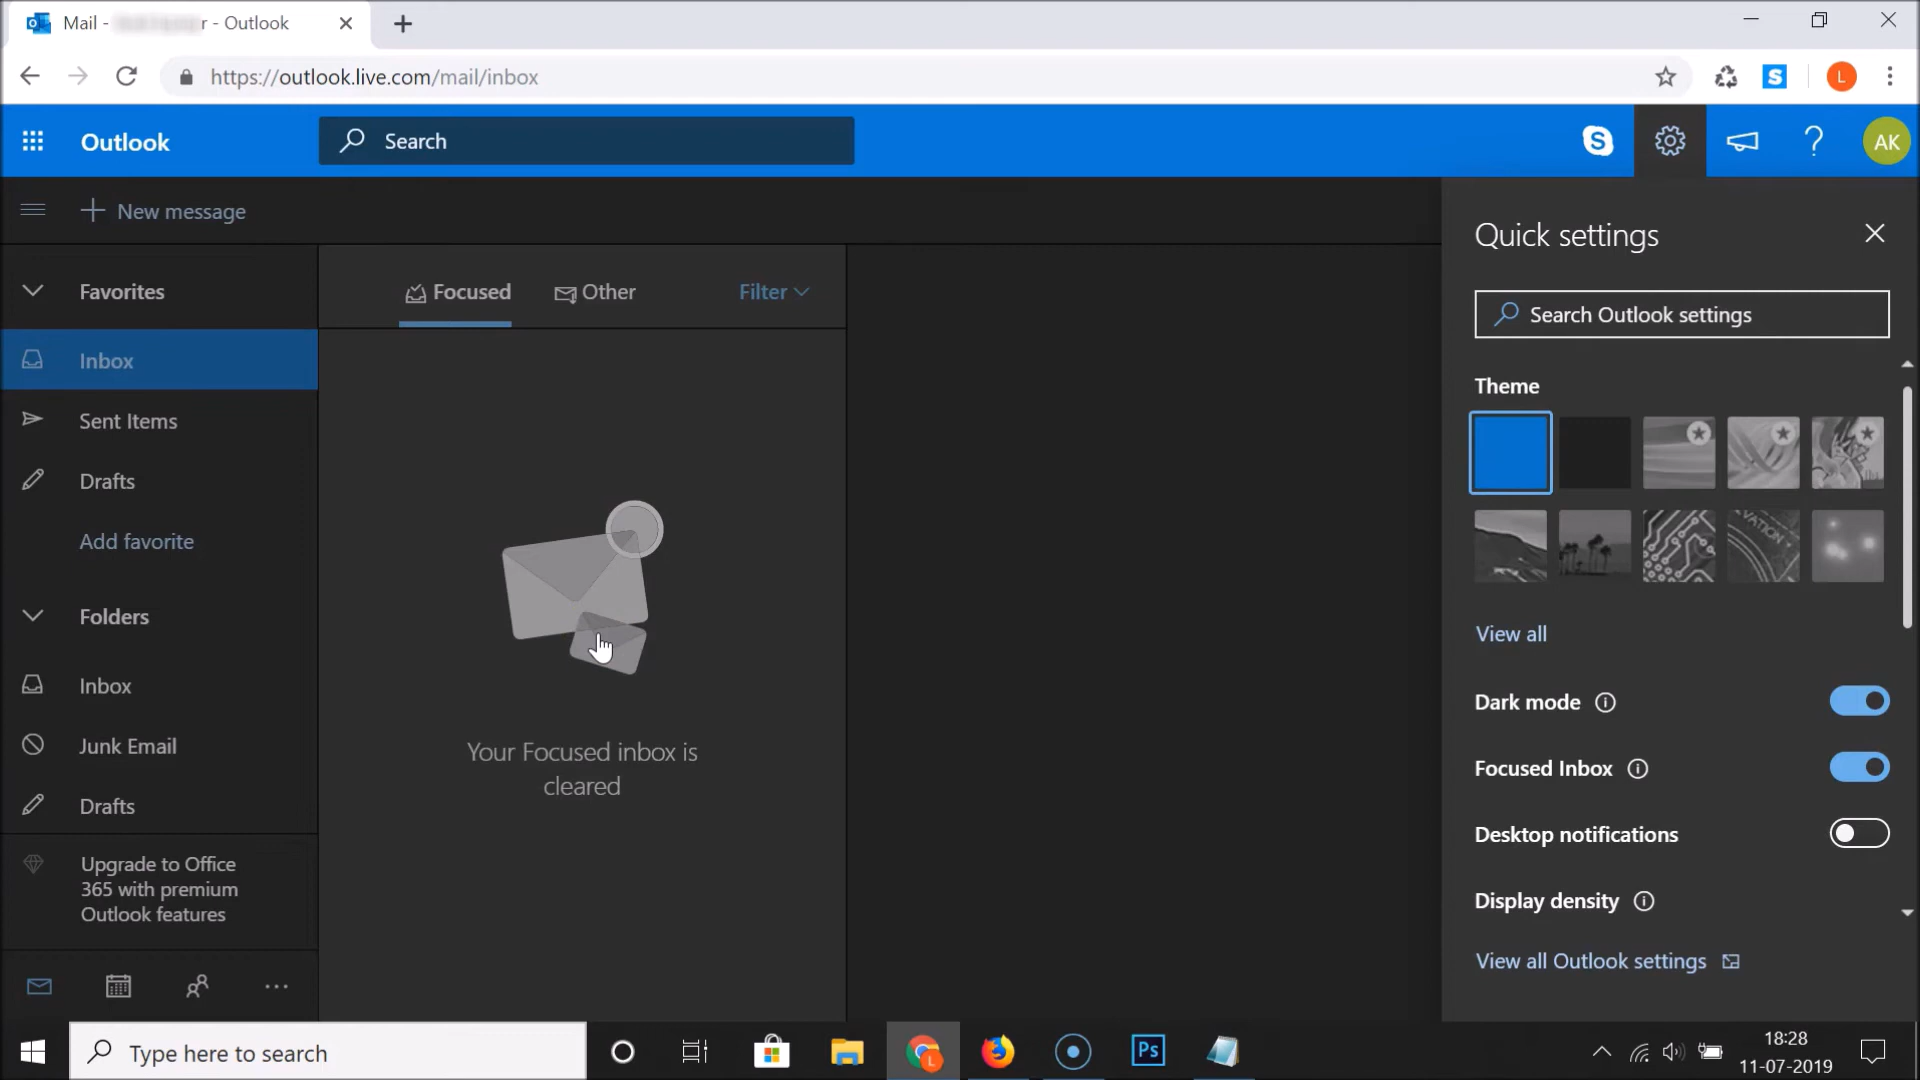 Mail - r - Outlook
https://outlook.live.com/mail/inbox
L
Outlook
Search
AK
New message
Quick settings
Favorites
Focused
Other
Filter
Search Outlook settings
Inbox
Theme
Sent Items
Drafts
VATION
Add favorite
Folders
View all
Inbox
Dark mode
Junk Email
Your Focused inbox is
cleared
Focused Inbox
Drafts
Desktop notifications
Upgrade to Office
365 with premium
Outlook features
Display density
View all Outlook settings
Type here to search
L
Ps
18:28
11-07-2019